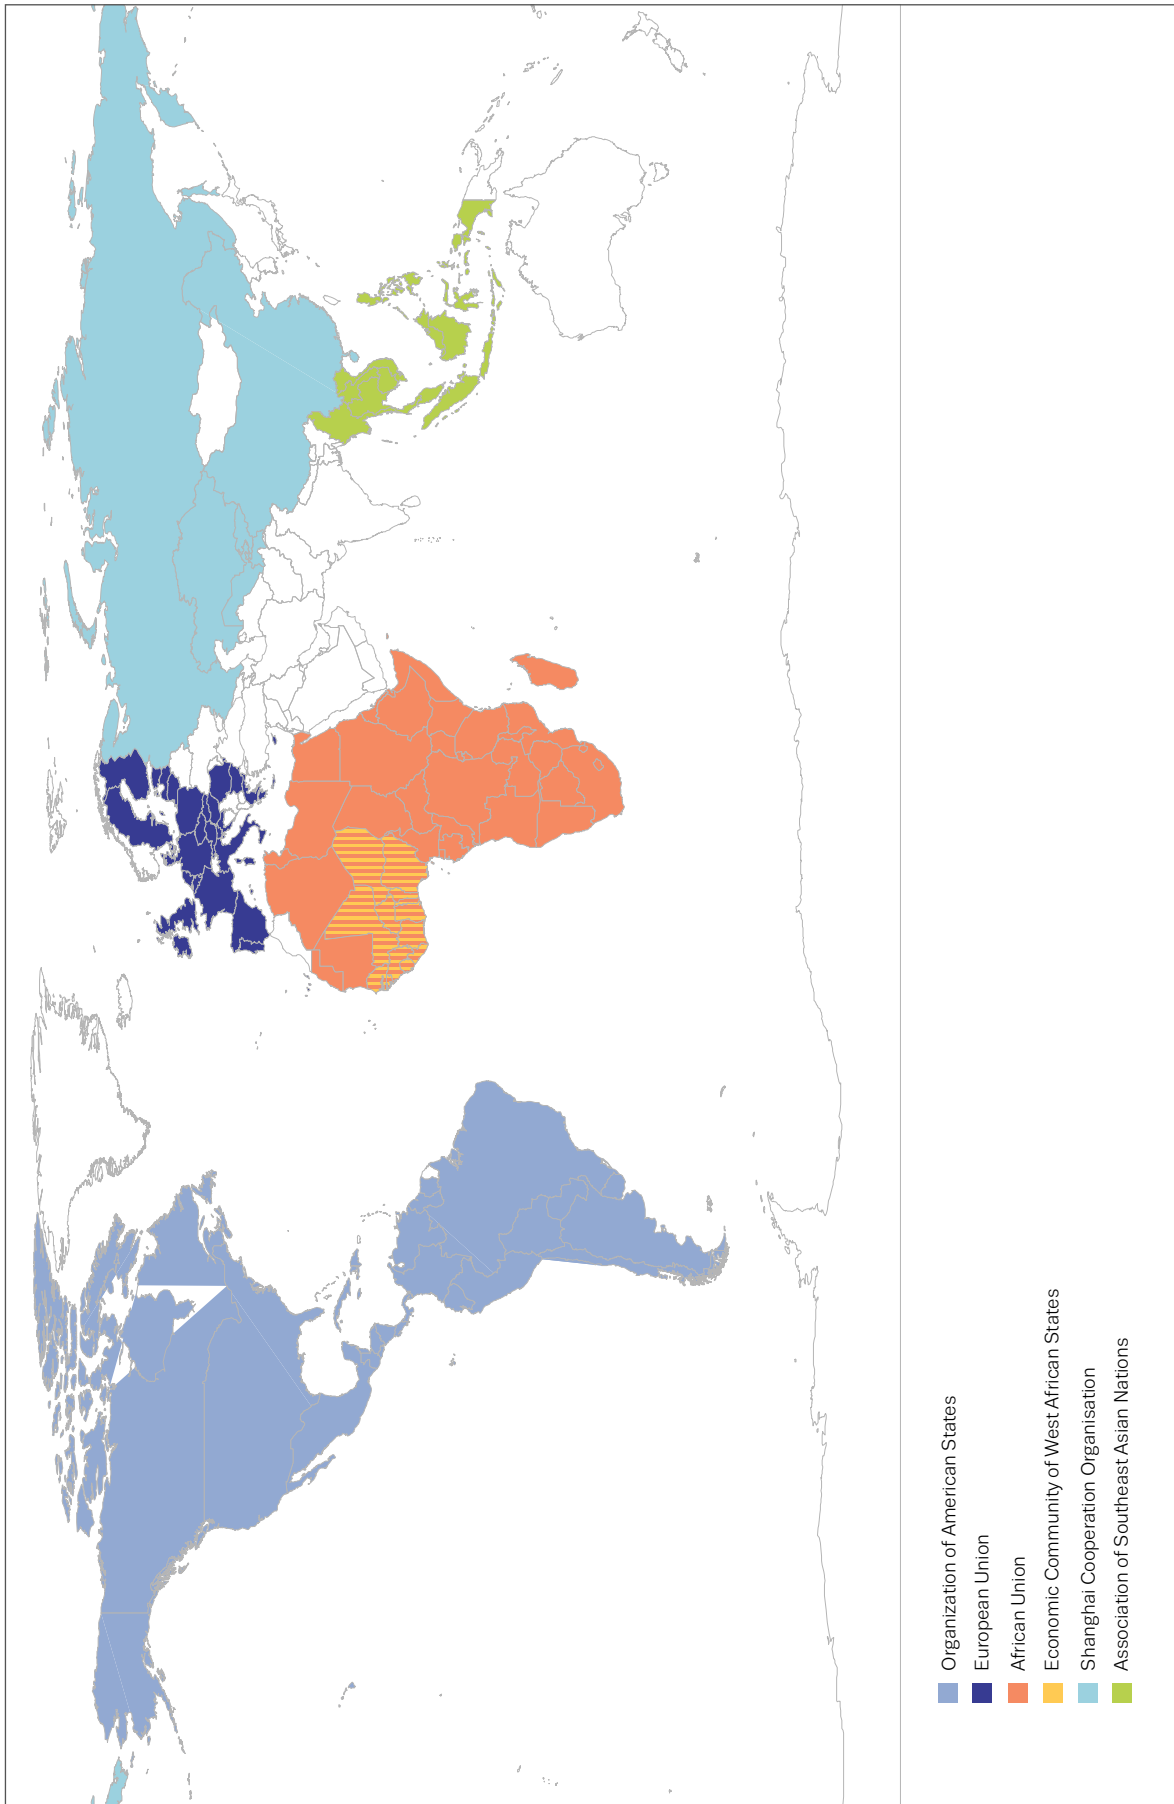 Organization of American States
European Union
African Union
Economic Community of West African States
Shanghai Cooperation Organisation
Association of Southeast Asian Nations